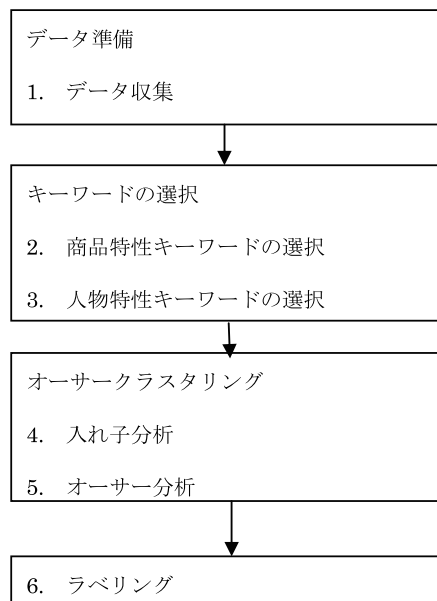 データ準備
1. データ収集
キーワードの選択
2. 商品特性キーワードの選択
3. 人物特性キーワードの選択
オーサークラスタリング
4. 入れ子分析
5. オーサー分析
6. ラベリング